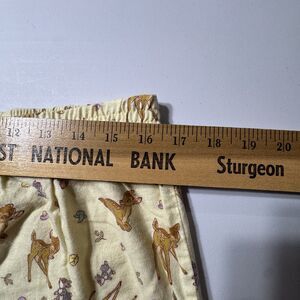 12 13 14 15 16 17 18 19 20
ST NATIONAL BANK Sturgeon